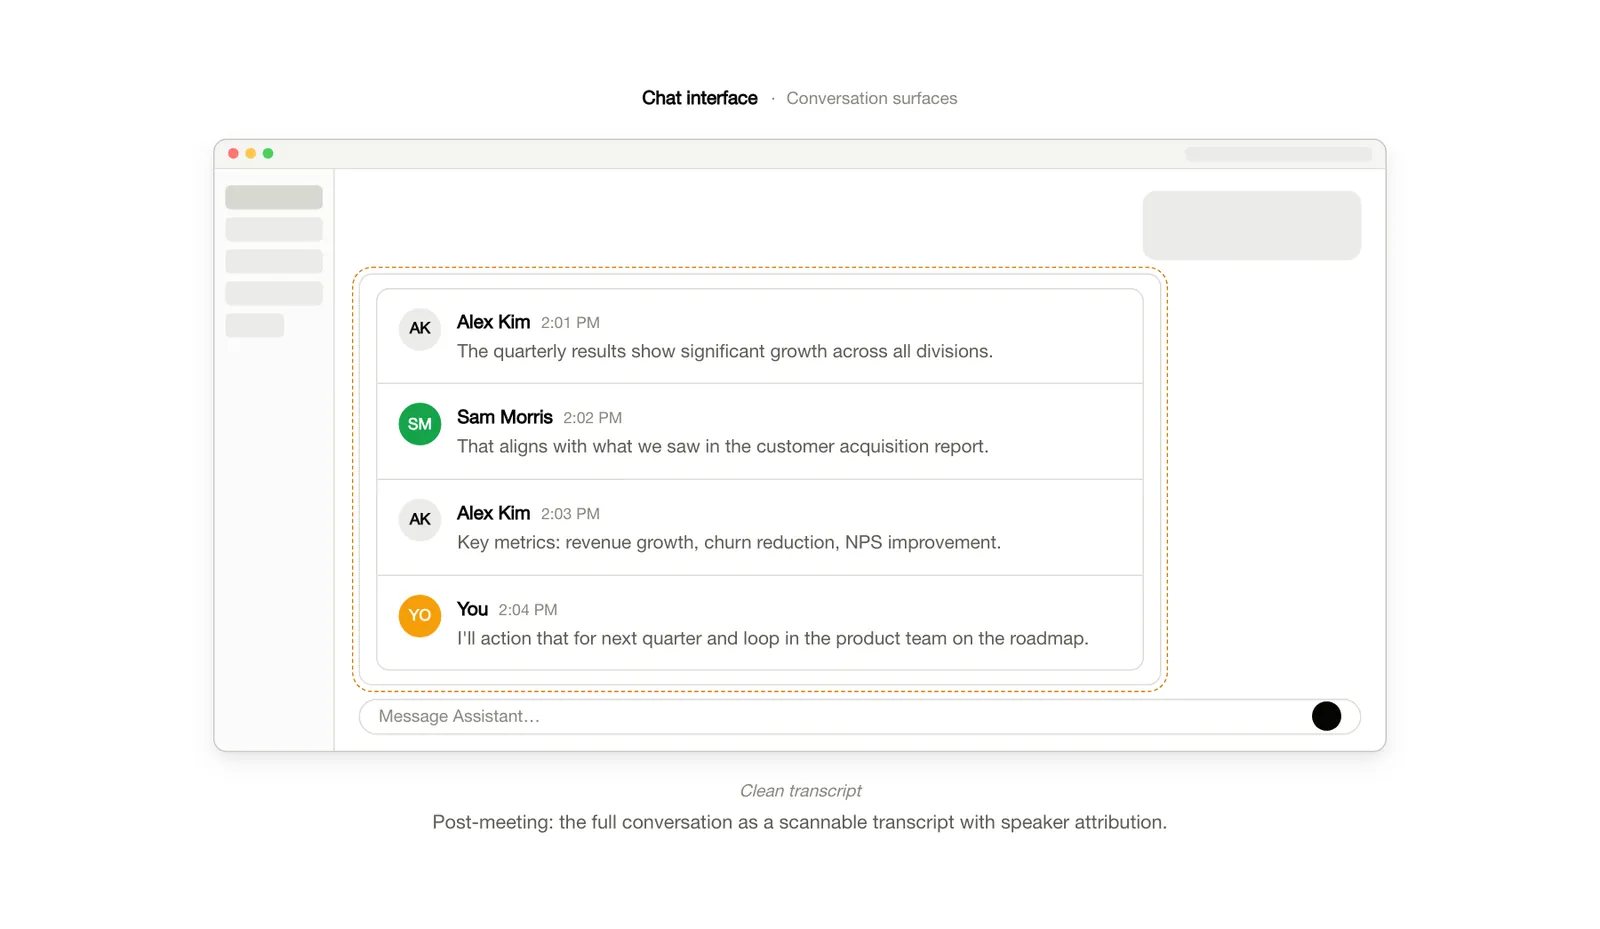 Chat interface · Conversation surfaces
AK
Alex Kim 2:01 PM
The quarterly results show significant growth across all divisions.
SM
Sam Morris 2:02 PM
That aligns with what we saw in the customer acquisition report.
AK
Alex Kim 2:03 PM
Key metrics: revenue growth, churn reduction, NPS improvement.
YO
You 2:04 PM
I'll action that for next quarter and loop in the product team on the roadmap.
Message Assistant…
Clean transcript
Post-meeting: the full conversation as a scannable transcript with speaker attribution.